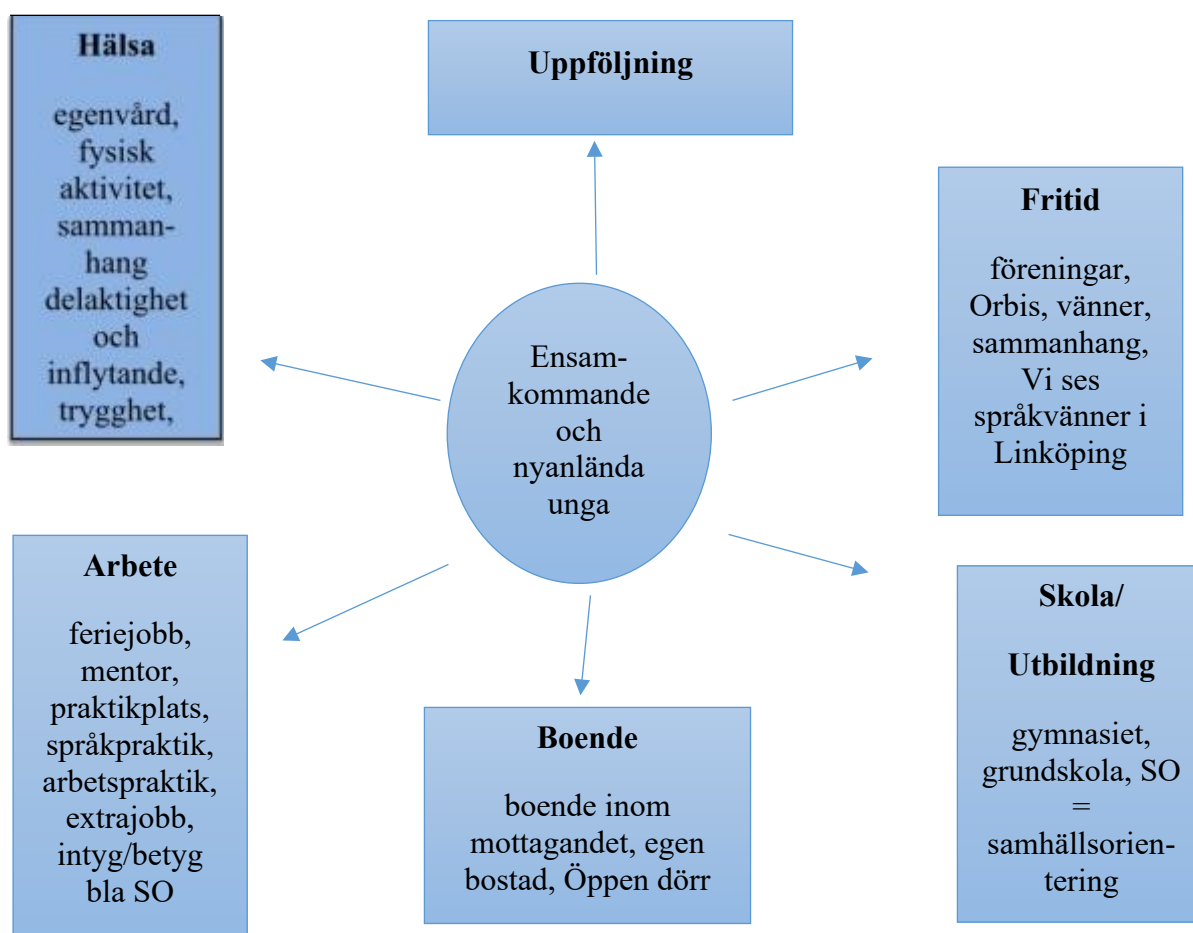 Hälsa
egenvård,
fysisk
aktivitet,
samman-
hang
delaktighet
och
inflytande,
trygghet,
Uppföljning
Fritid
föreningar,
Orbis, vänner,
sammanhang,
Vi ses
språkvänner i
Linköping
Ensam-
kommande
och
nyanlända
unga
Arbete
feriejobb,
mentor,
praktikplats,
språkpraktik,
arbetspraktik,
extrajobb,
intyg/betyg
bla SO
Boende
boende inom
mottagandet, egen
bostad, Öppen dörr
Skola/
Utbildning
gymnasiet,
grundskola, SO
=
samhällsorien-
tering